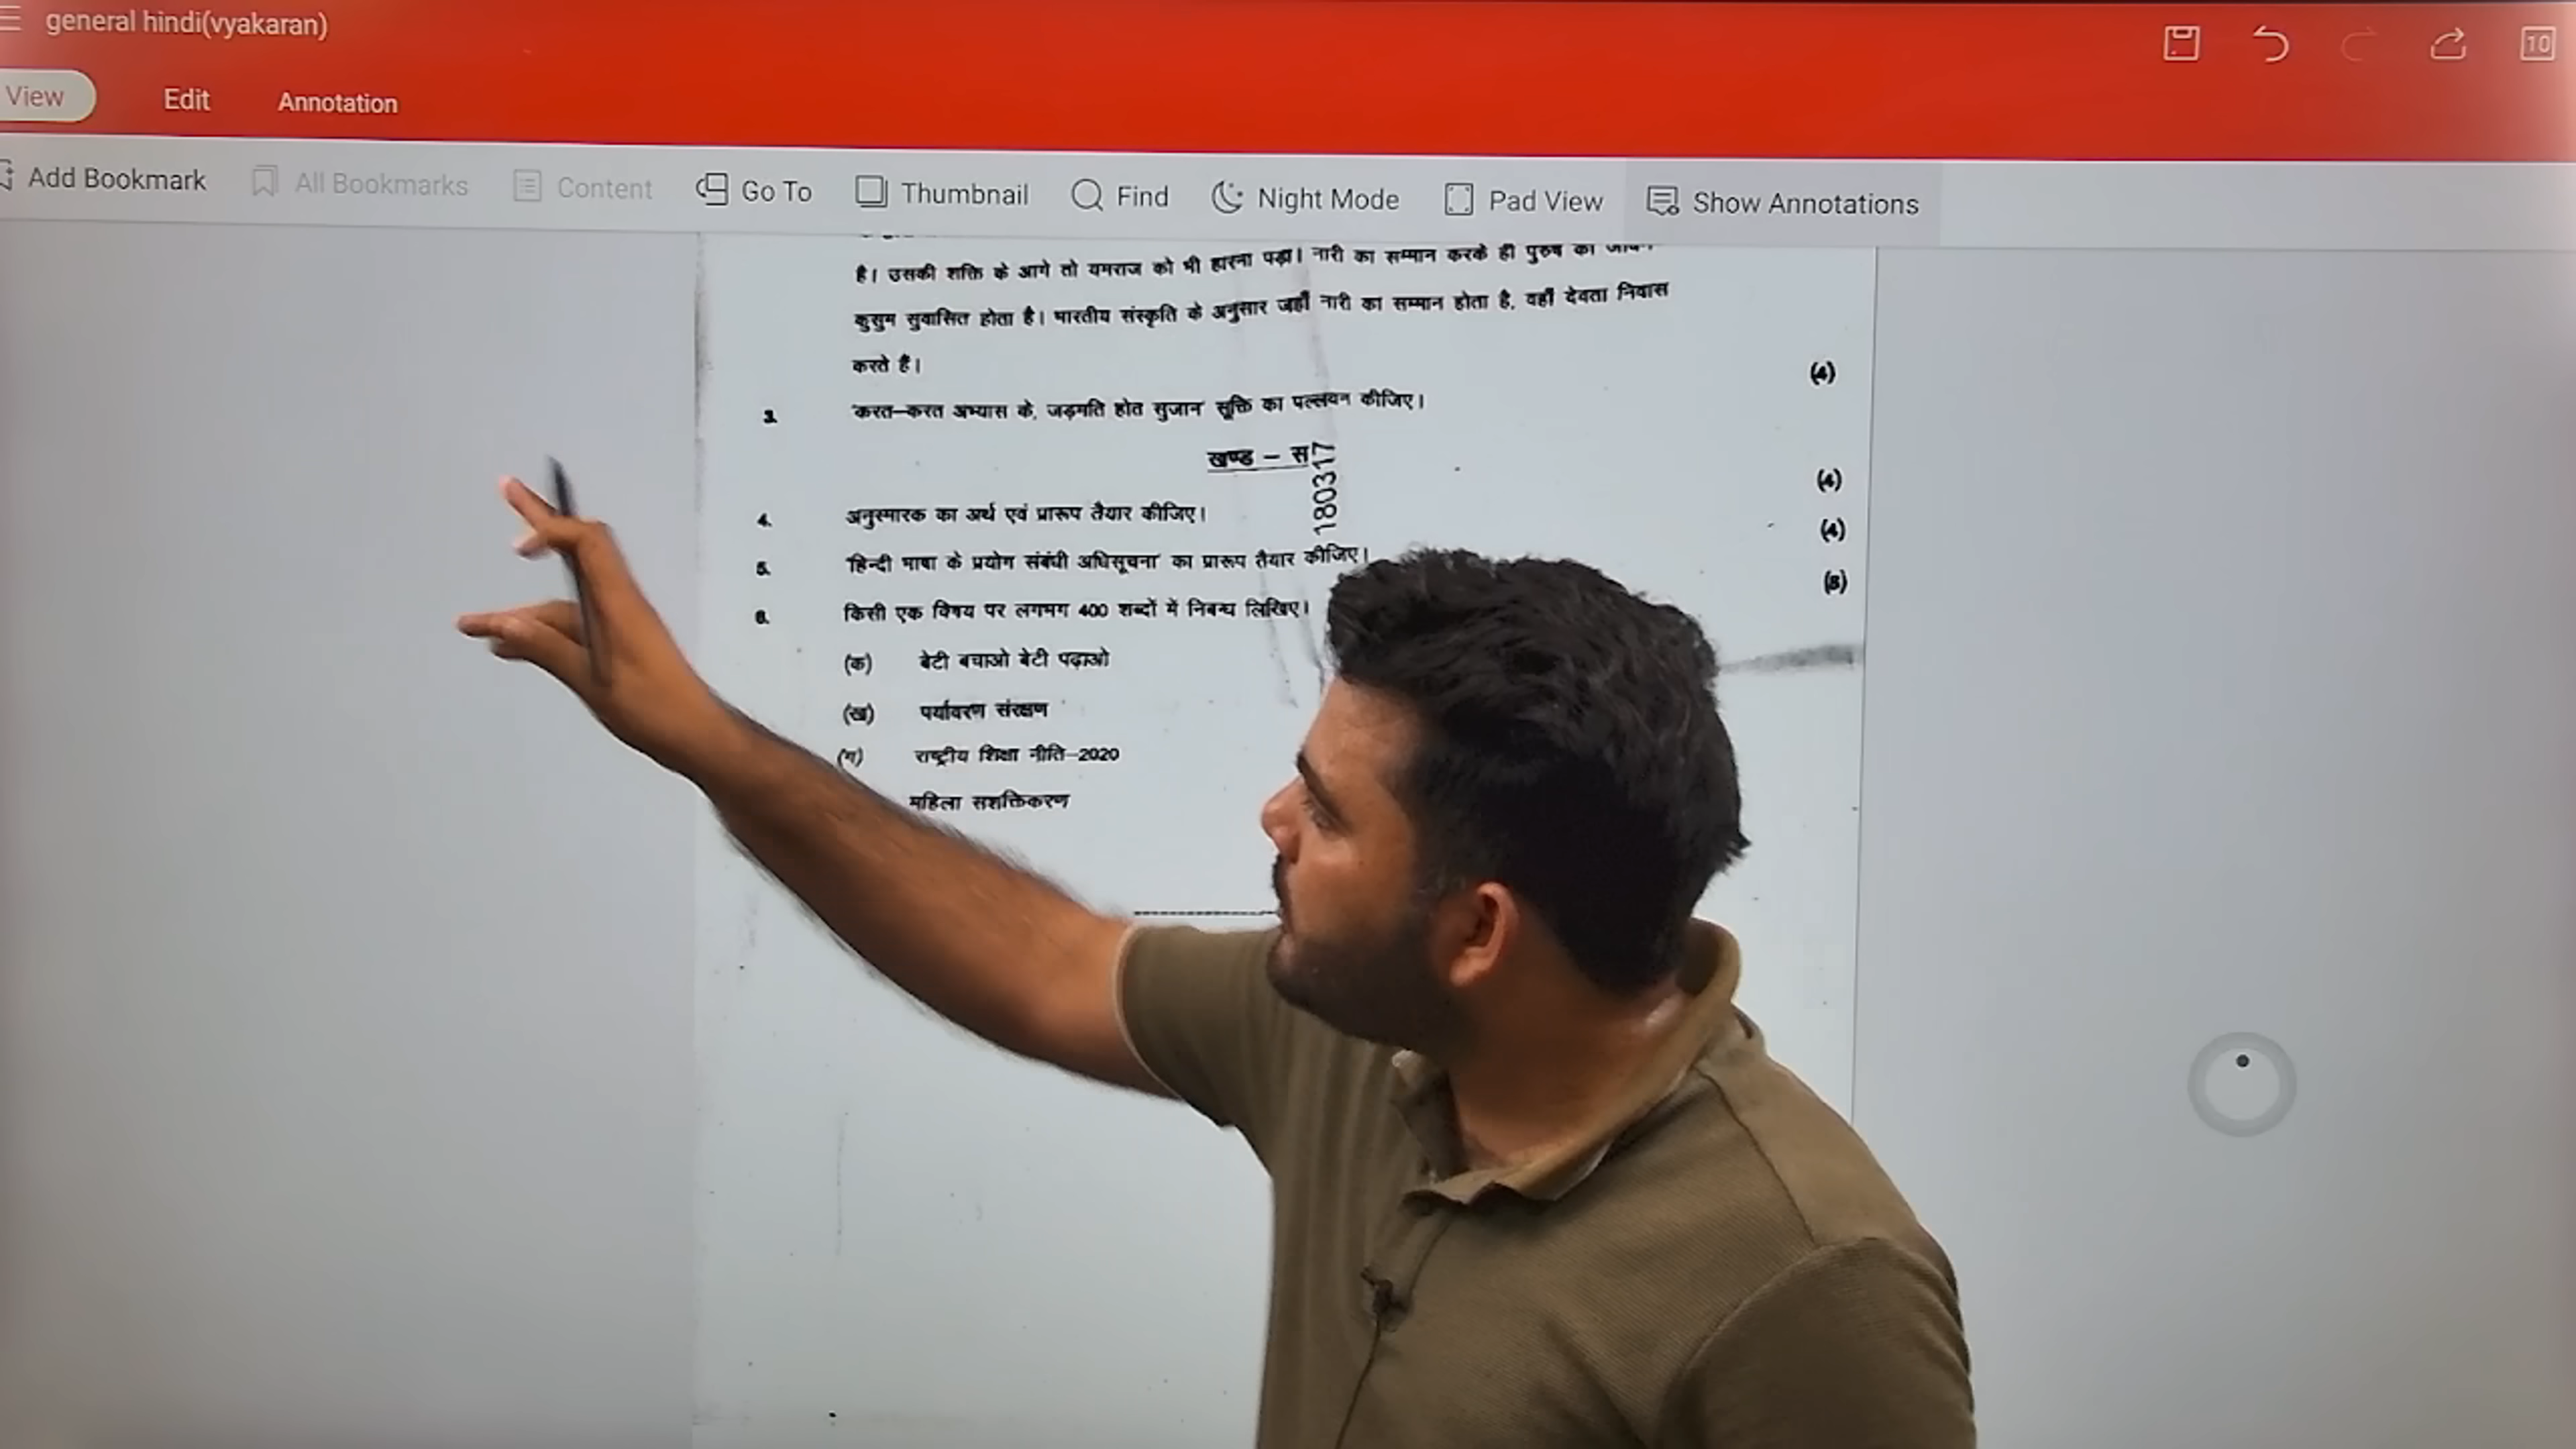 general hindi(vyakaran)
10
View Edit Annotation
Add Bookmark All Bookmarks Content Go To Thumbnail Find Night Mode Pad View Show Annotations
है। उसकी शक्ति के आगे तो यमराज को भी हारना पड़ा। नारी का सम्मान करके ही पुरुष का
कुसुम सुवासित होता है। भारतीय संस्कृति के अनुसार जहाँ नारी का सम्मान होता है, वहाँ देवता निवास
करते हैं।
(4)
3. 'करत-करत अभ्यास के, जड़मति होत सुजान' सूक्ति का पल्लवन कीजिए।
खण्ड – स
180317
(4)
4. अनुस्मारक का अर्थ एवं प्रारूप तैयार कीजिए।
(4)
5. 'हिन्दी भाषा के प्रयोग संबंधी अधिसूचना' का प्रारूप तैयार कीजिए।
(8)
6. किसी एक विषय पर लगभग 400 शब्दों में निबन्ध लिखिए।
(क) बेटी बचाओ बेटी पढ़ाओ
(ख) पर्यावरण संरक्षण
(ग) राष्ट्रीय शिक्षा नीति-2020
महिला सशक्तिकरण